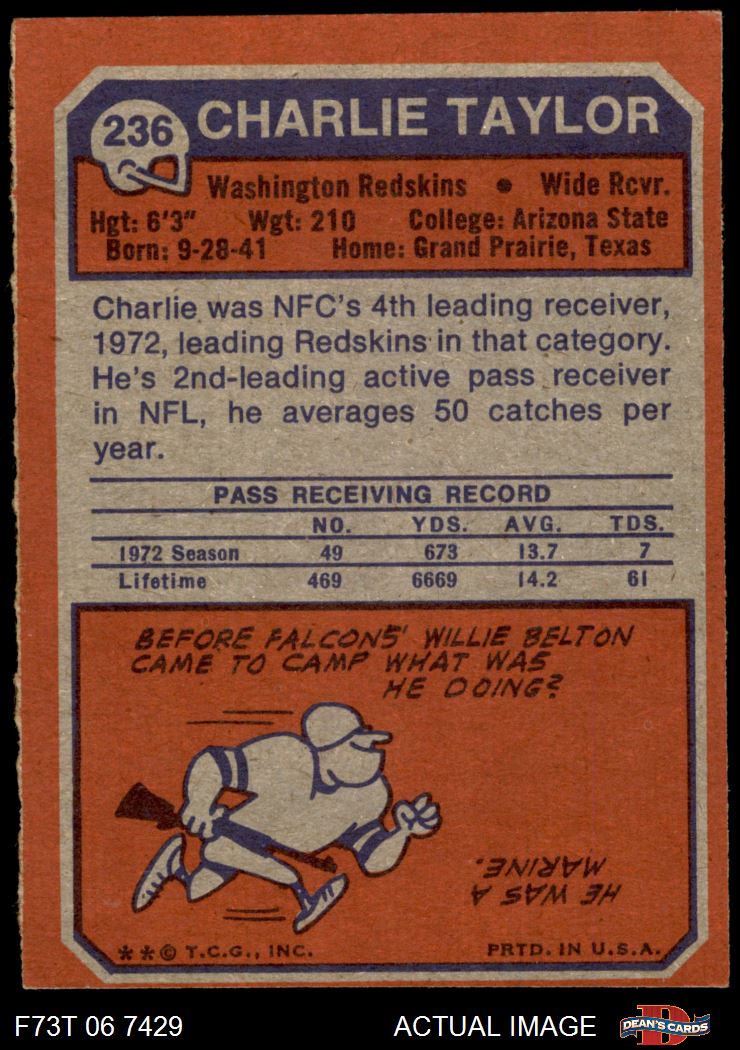 236
CHARLIE TAYLOR
Washington Redskins • Wide Rcvr.
Hgt: 6'3" Wgt: 210 College: Arizona State
Born: 9-28-41 Home: Grand Prairie, Texas
Charlie was NFC's 4th leading receiver,
1972, leading Redskins in that category.
He's 2nd-leading active pass receiver
in NFL, he averages 50 catches per
year.
PASS RECEIVING RECORD
NO. YDS. AVG. TDS.
1972 Season 49 673 13.7 7
Lifetime 469 6669 14.2 61
BEFORE FALCONS' WILLIE BELTON
CAME TO CAMP WHAT WAS
HE DOING?
HE WAS A
MARINE.
**© T.C.G., INC. PRTD. IN U.S.A.
F73T 06 7429 ACTUAL IMAGE
D
DEAN'S CARDS